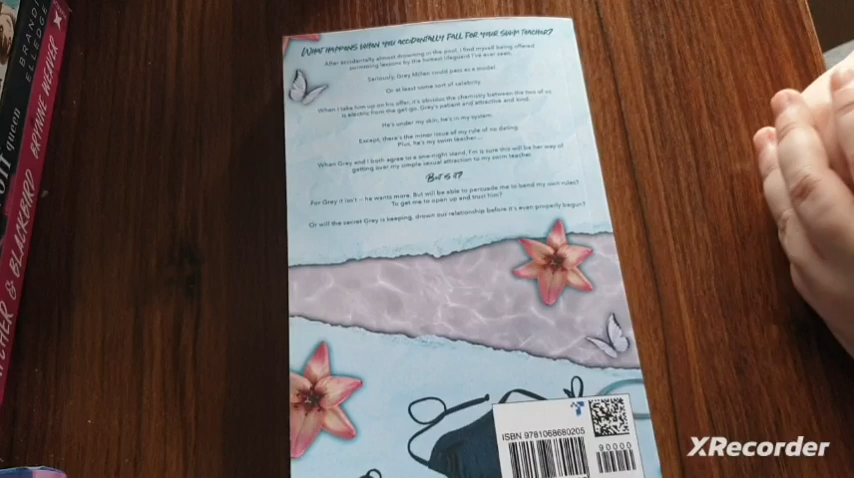 WHAT HAPPENS WHEN YOU ACCIDENTALLY FALL FOR YOUR SWIM TEACHER?
After accidentally almost drowning in the pool, I find myself being offered
swimming lessons by the hottest lifeguard I've ever seen.
Seriously, Grey could pass as a model.
Or at least some sort of celebrity.
When I take him up on his offer, it's obvious the chemistry between the two of us
is electric from the get-go. Grey's patient and attractive and kind.
He's under my skin, he's in my system.
Except, there's the minor issue of my rule of no dating.
Plus, he's my swim teacher...
When Grey and I both agree to a one-night stand, I'm sure this will be her way of
getting over my simple sexual attraction to my swim teacher.
BUT IS IT?
For Grey it isn't – he wants more. But will be able to persuade me to bend my own rules?
To get me to open up and trust him?
Or will the secret Grey is keeping, drown our relationship before it's even properly begun?
ISBN 9781068680205
90000
BRANDI
ELLEDGE
queen
& BLACKBIRD
BRYNNE WEAVER
XRecorder